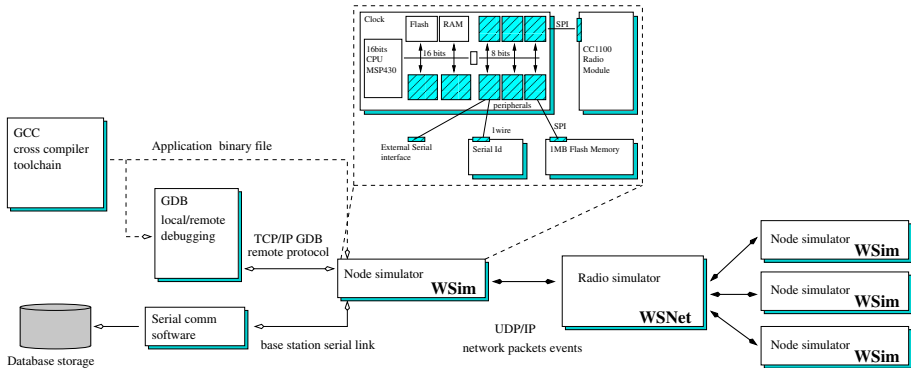 Clock
Flash
RAM
16bits
CPU
MSP430
16 bits
8 bits
peripherals
SPI
CC1100
Radio
Module
External Serial
interface
1wire
Serial Id
SPI
1MB Flash Memory
GCC
cross compiler
toolchain
Application binary file
GDB
local/remote
debugging
TCP/IP GDB
remote protocol
Node simulator
WSim
Radio simulator
WSNet
Node simulator
WSim
Node simulator
WSim
Node simulator
WSim
UDP/IP
network packets events
Serial comm
software
base station serial link
Database storage